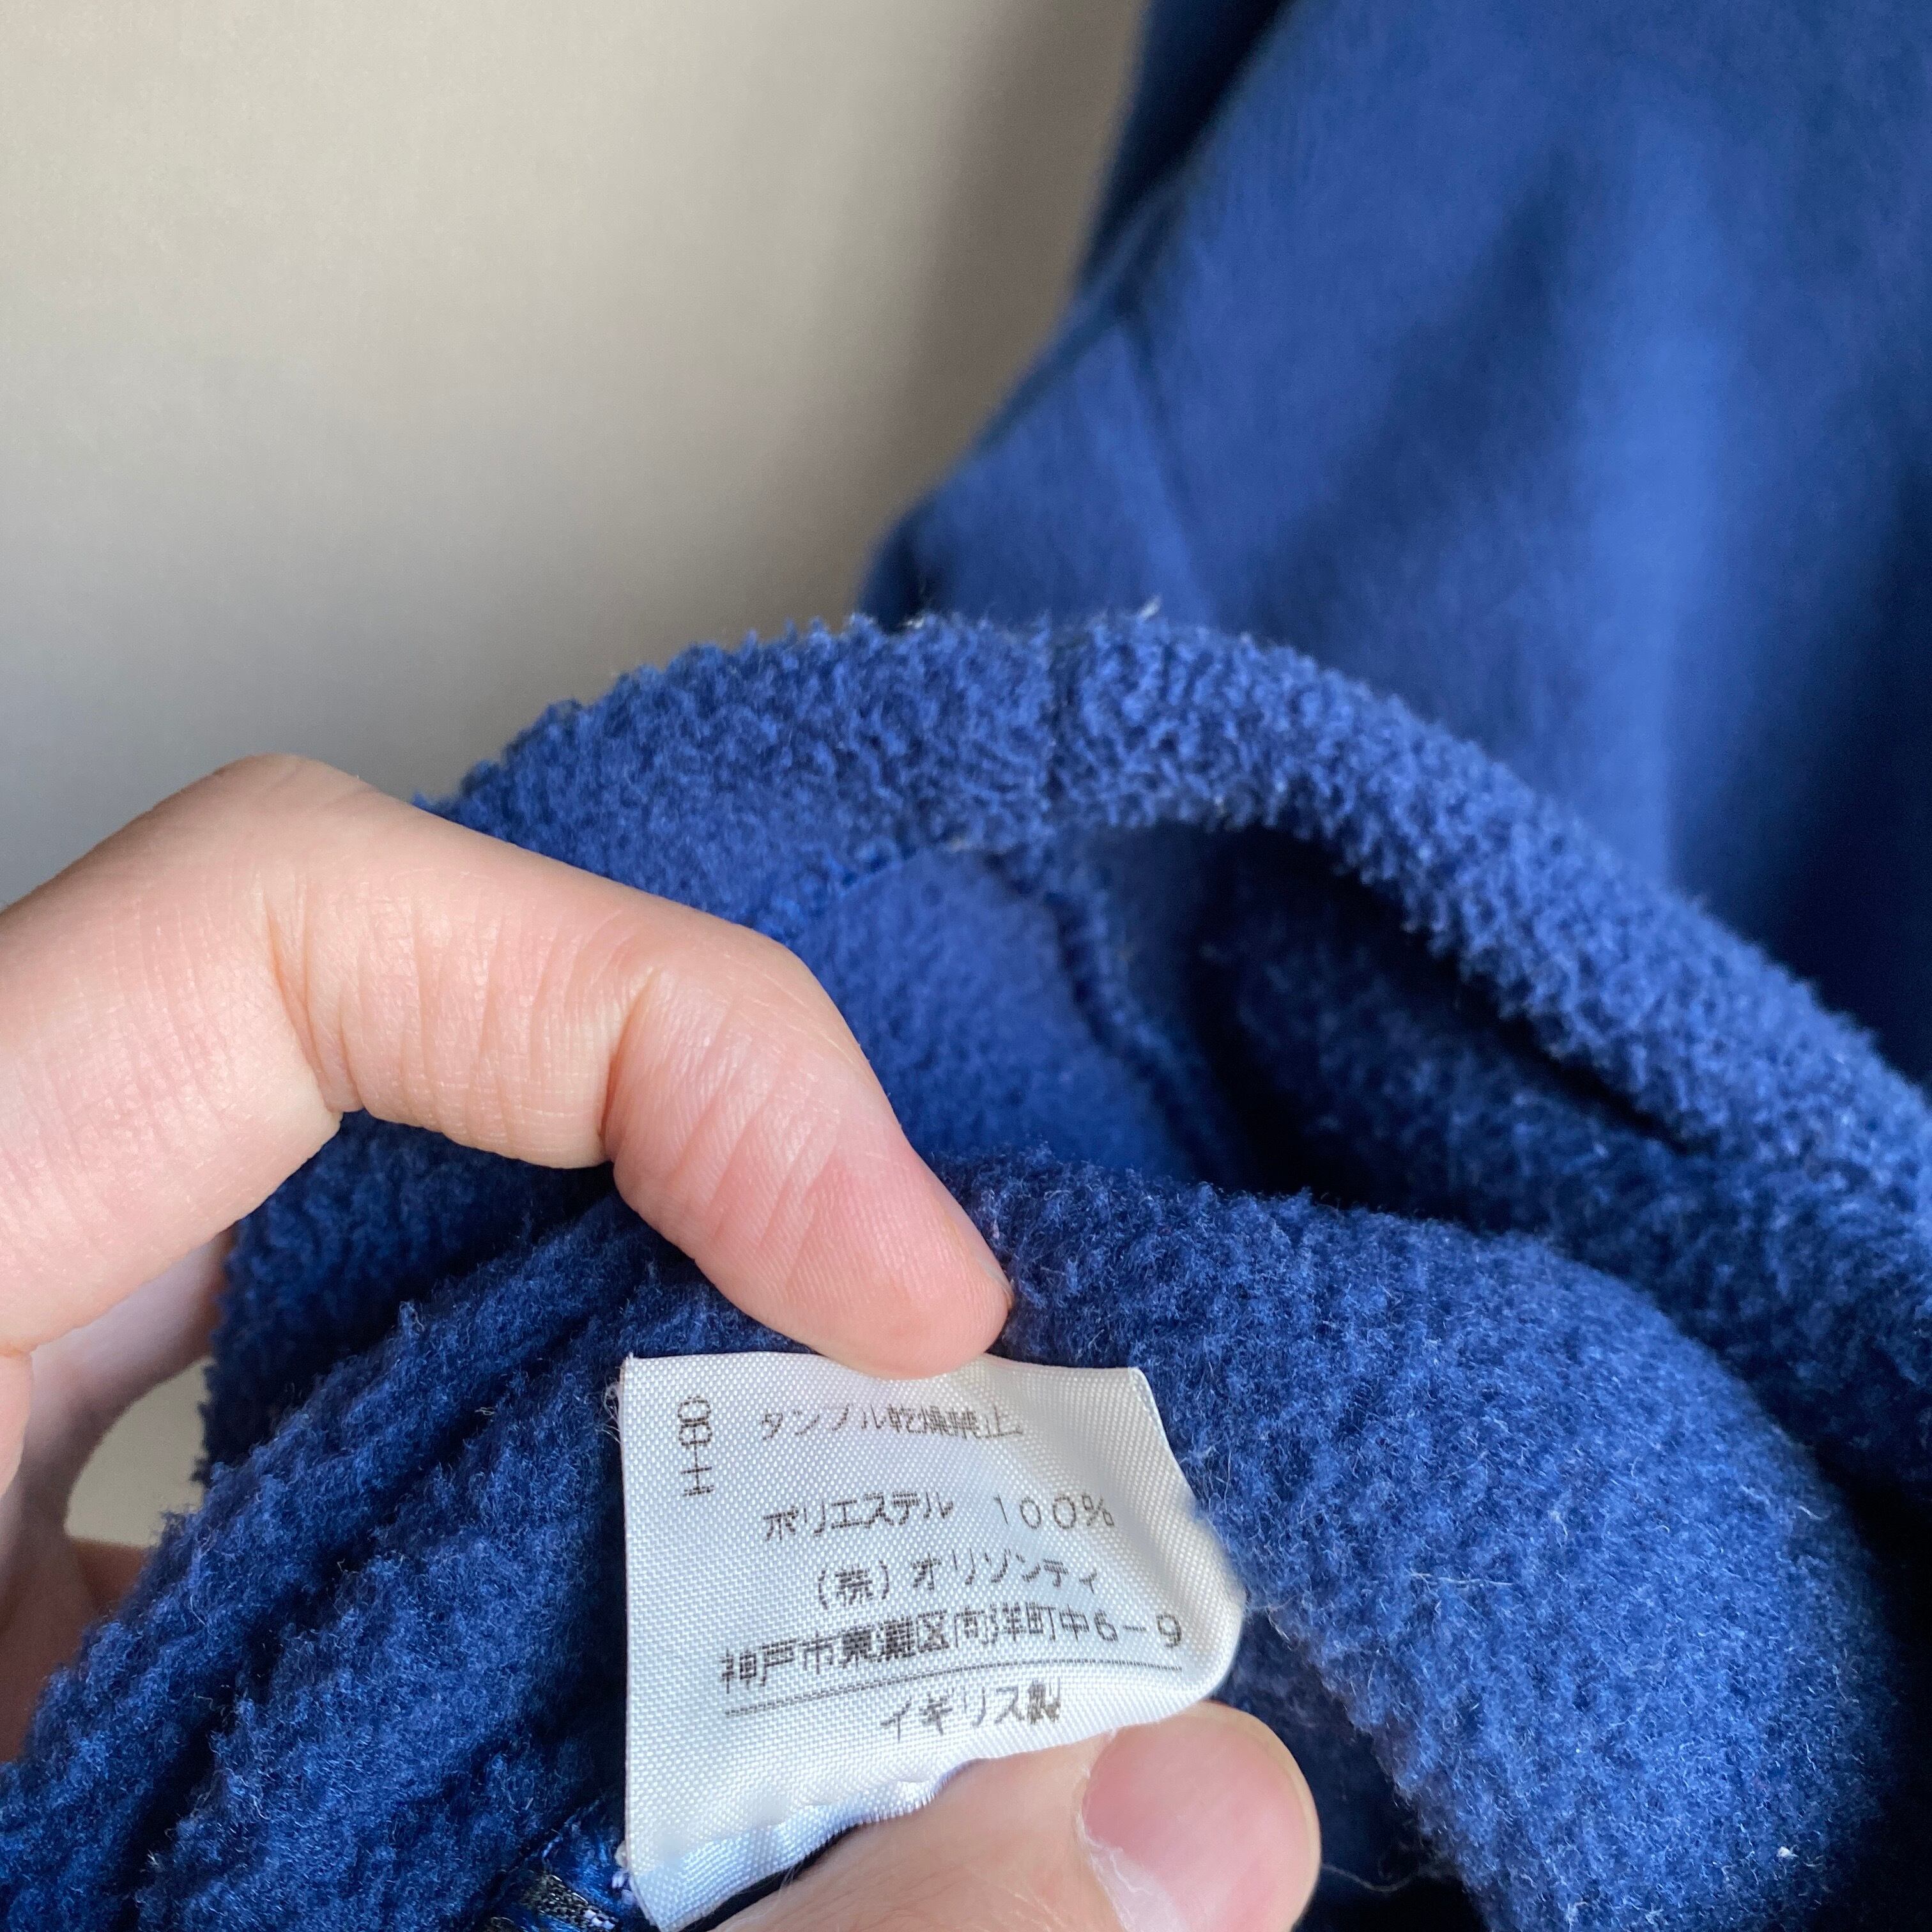 タンブル乾燥禁止
ポリエステル 100%
(株)オリゾンティ
神戸市東灘区向洋町中6-9
イギリス製